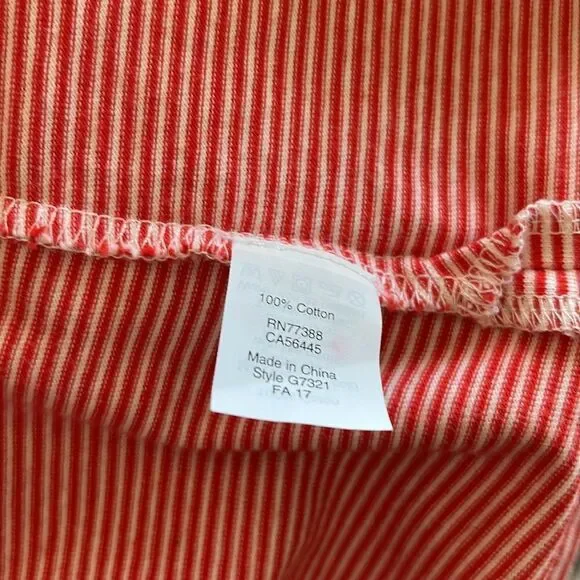 100% Cotton
RN77388
CA56445
Made in China
Style G7321
FA 17